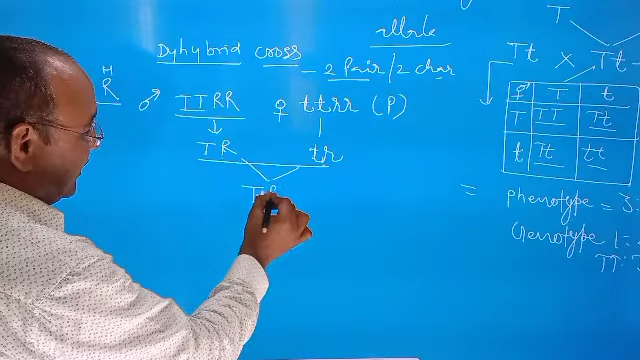 allele
Dyhybrid cross
– 2 Pair / 2 char
H
R
♂ TTRR ♀ ttrr (P)
TR tr
T
T
Tt × Tt
♀ T t
T TT Tt
t Tt tt
= phenotype = 3:
Genotype 1:
TT: